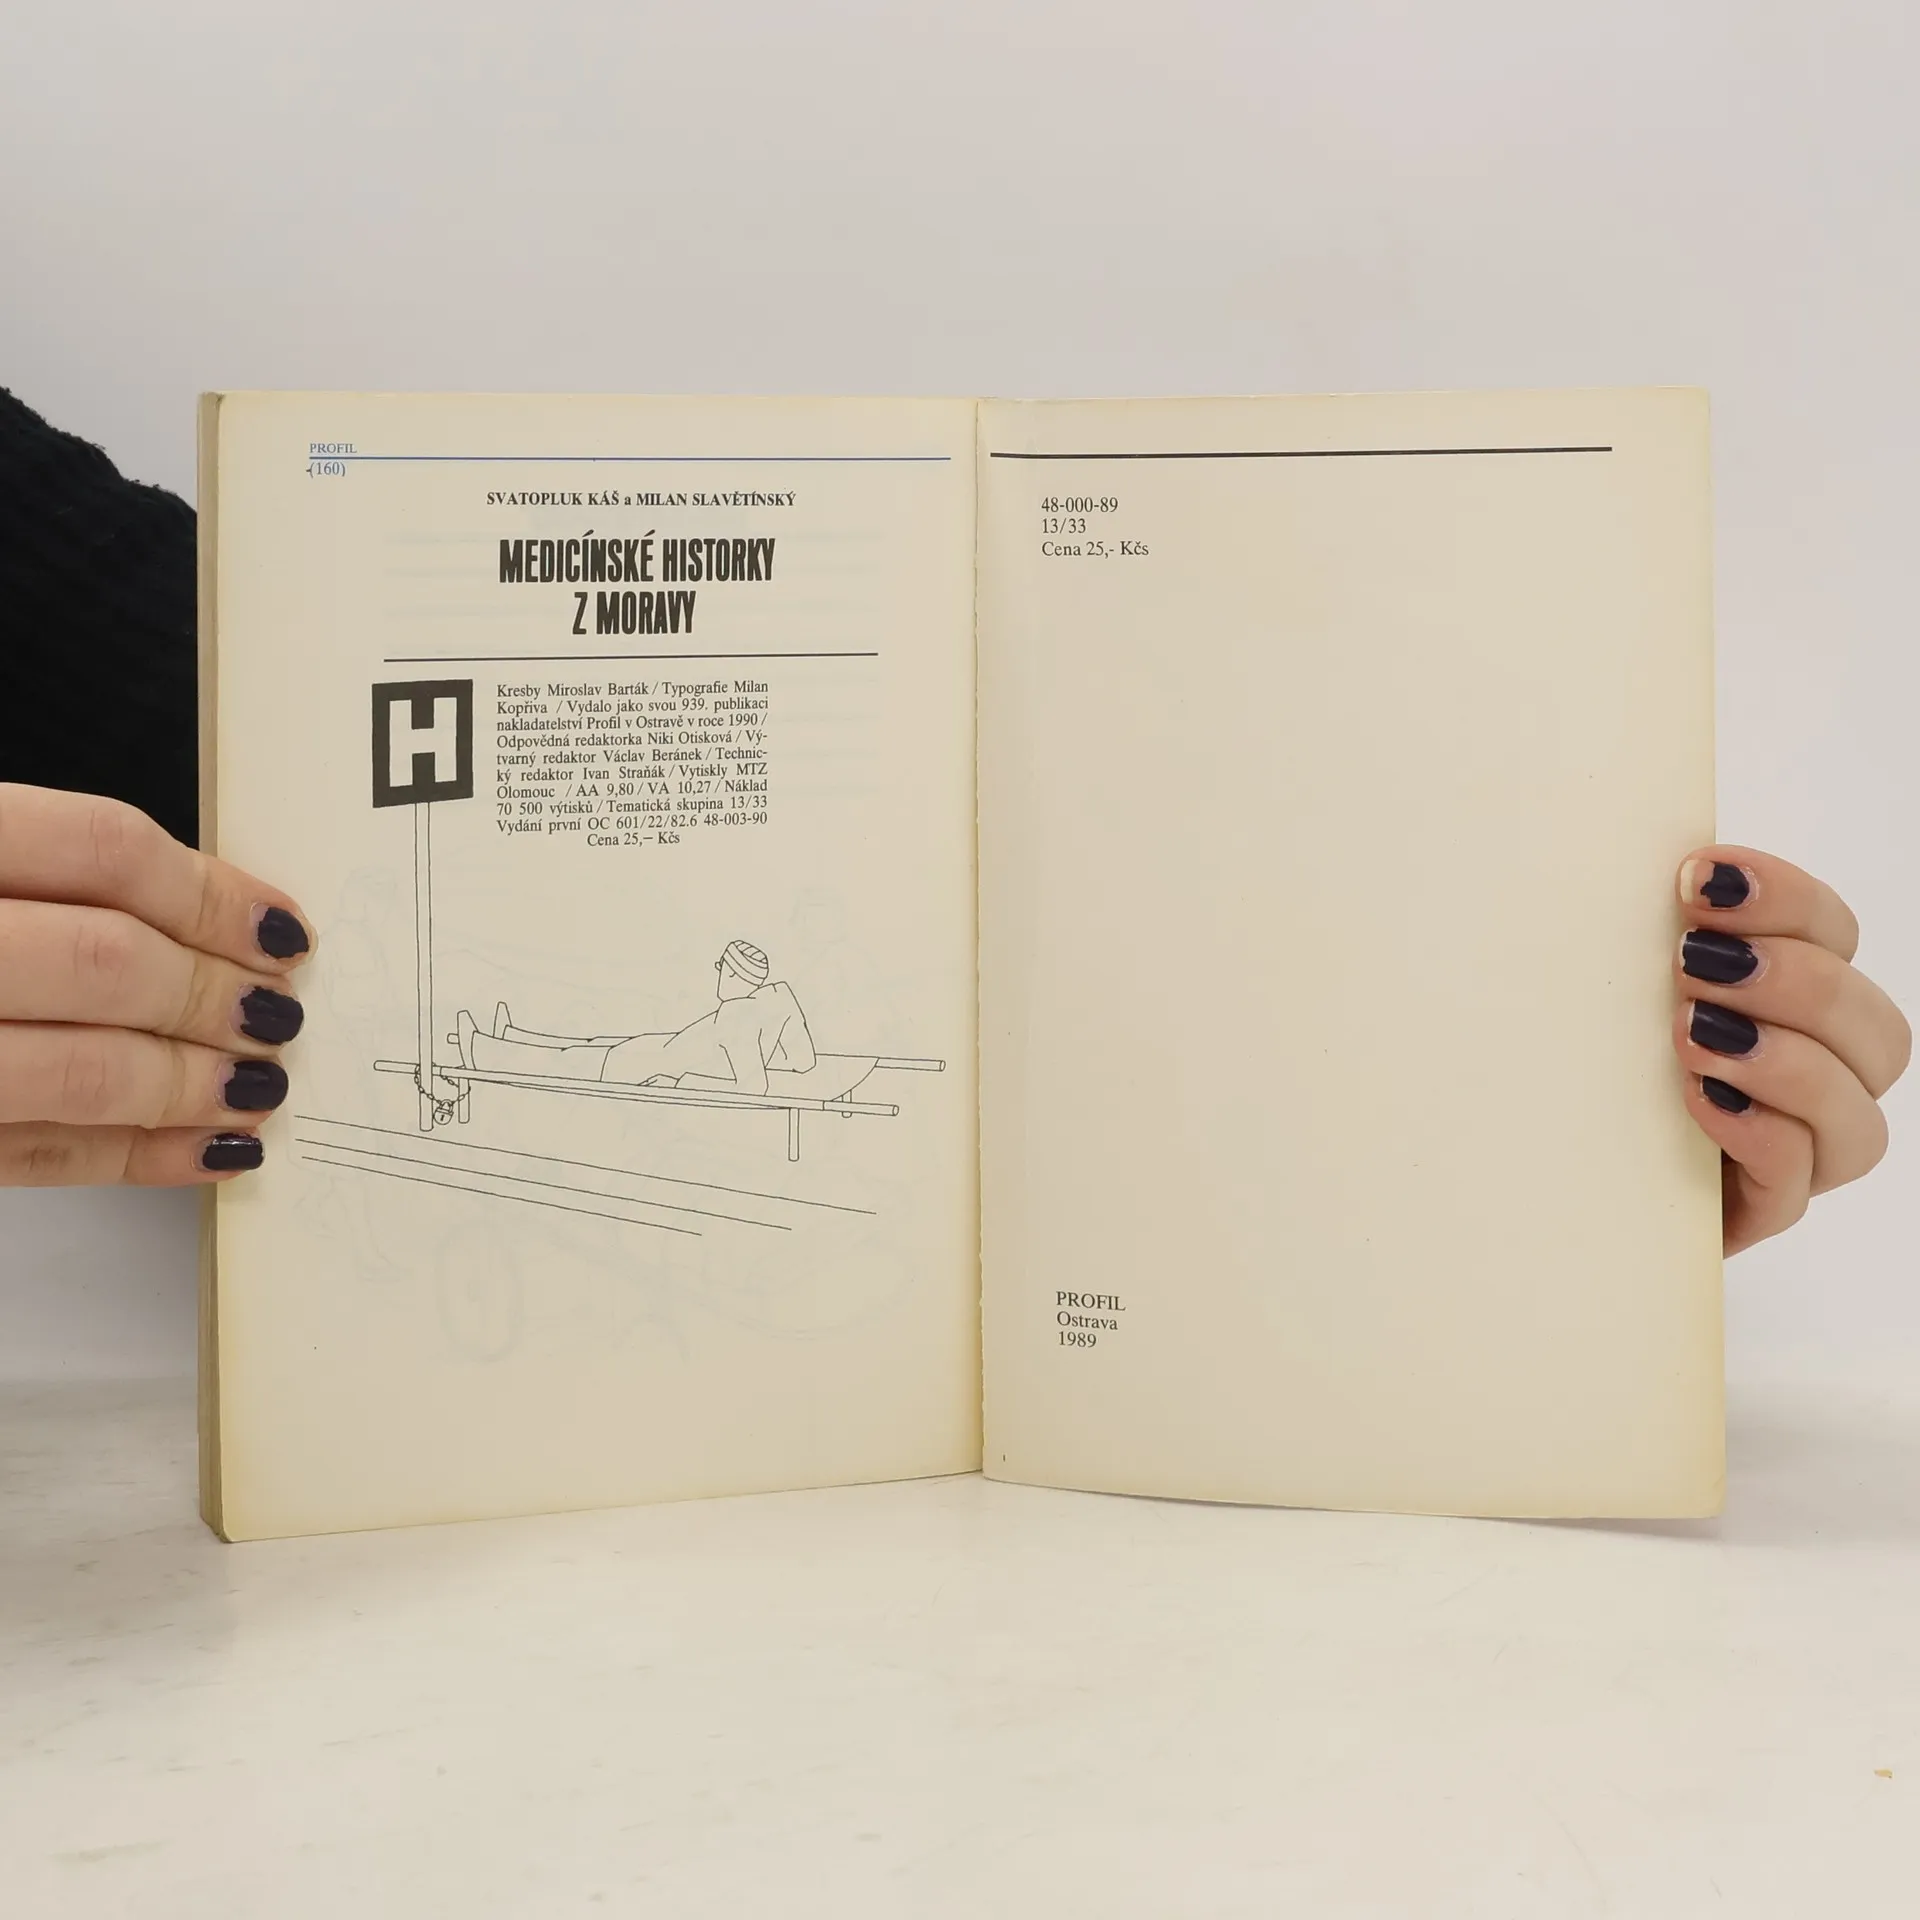 PROFIL
(160)
SVATOPLUK KÁŠ a MILAN SLAVĚTÍNSKÝ
MEDICÍNSKÉ HISTORKY
Z MORAVY
H
Kresby Miroslav Barták / Typografie Milan
Kopřiva / Vydalo jako svou 939. publikaci
nakladatelství Profil v Ostravě v roce 1990 /
Odpovědná redaktorka Niki Otisková / Vý-
tvarný redaktor Václav Beránek / Technic-
ký redaktor Ivan Straňák / Vytiskly MTZ
Olomouc / AA 9,80 / VA 10,27 / Náklad
70 500 výtisků / Tematická skupina 13/33
Vydání první OC 601/22/82.6 48-003-90
Cena 25,— Kčs
48-000-89
13/33
Cena 25,- Kčs
PROFIL
Ostrava
1989